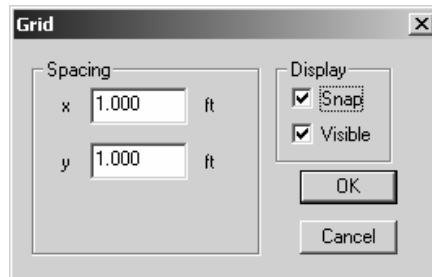 Grid
Spacing
x 1.000 ft
y 1.000 ft
Display
Snap
Visible
OK
Cancel